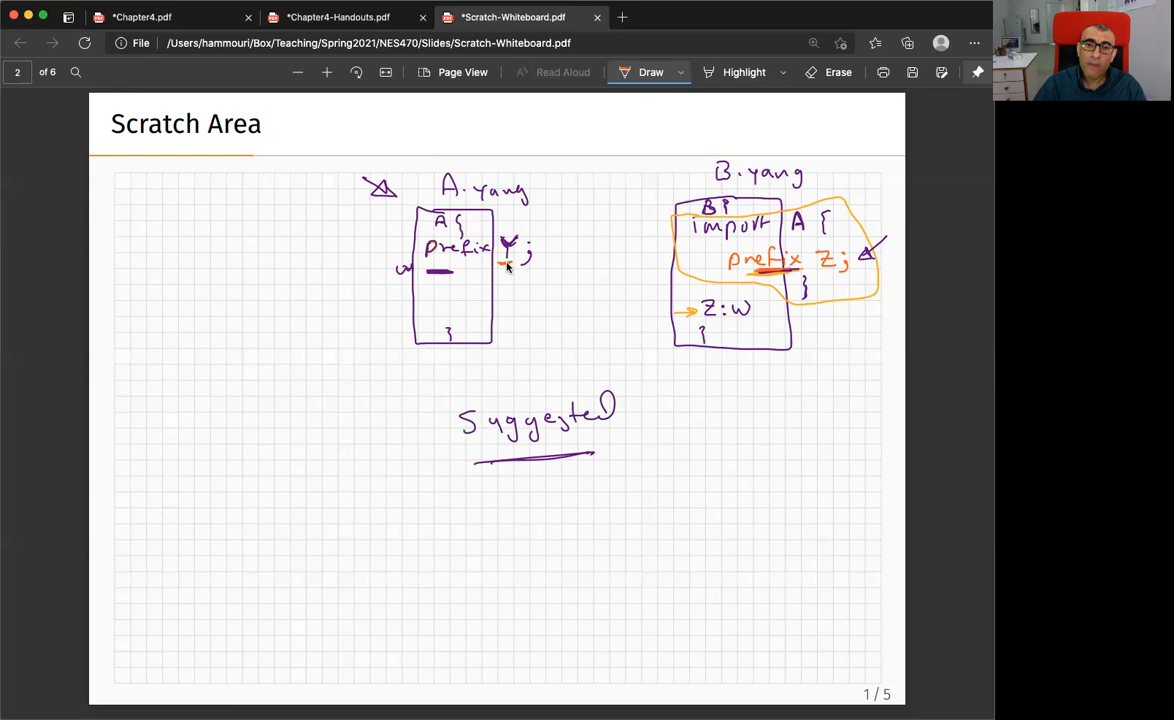 *Chapter4.pdf
*Chapter4-Handouts.pdf
*Scratch-Whiteboard.pdf
File
/Users/hammouri/Box/Teaching/Spring2021/NES470/Slides/Scratch-Whiteboard.pdf
2 of 6
Page View
Read Aloud
Draw
Highlight
Erase
Scratch Area
A.yang
A {
prefix Y;
w
}
B.yang
B {
import A {
prefix Z;
}
Z:w
}
Suggested
1 / 5